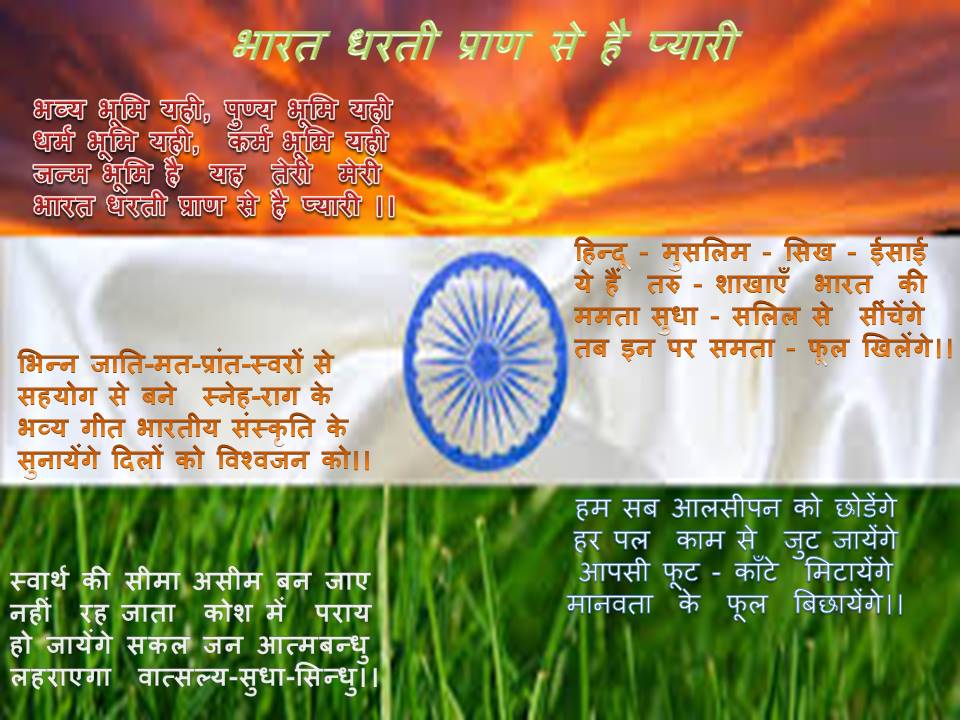 भारत धरती प्राण से है प्यारी
भव्य भूमि यही, पुण्य भूमि यही
धर्म भूमि यही, कर्म भूमि यही
जन्म भूमि है यह तेरी मेरी
भारत धरती प्राण से है प्यारी ।।
हिन्दू - मुसलिम - सिख - ईसाई
ये हैं तरु - शाखाएँ भारत की
ममता सुधा - सलिल से सींचेंगे
तब इन पर समता - फूल खिलेंगे।।
भिन्न जाति-मत-प्रांत-स्वरों से
सहयोग से बने स्नेह-राग के
भव्य गीत भारतीय संस्कृति के
सुनायेंगे दिलों को विश्वजन को।।
हम सब आलसीपन को छोडेंगे
हर पल काम से जुट जायेंगे
आपसी फूट - काँटे मिटायेंगे
मानवता के फूल बिछायेंगे।।
स्वार्थ की सीमा असीम बन जाए
नहीं रह जाता कोश में पराय
हो जायेंगे सकल जन आत्मबन्धु
लहराएगा वात्सल्य-सुधा-सिन्धु।।